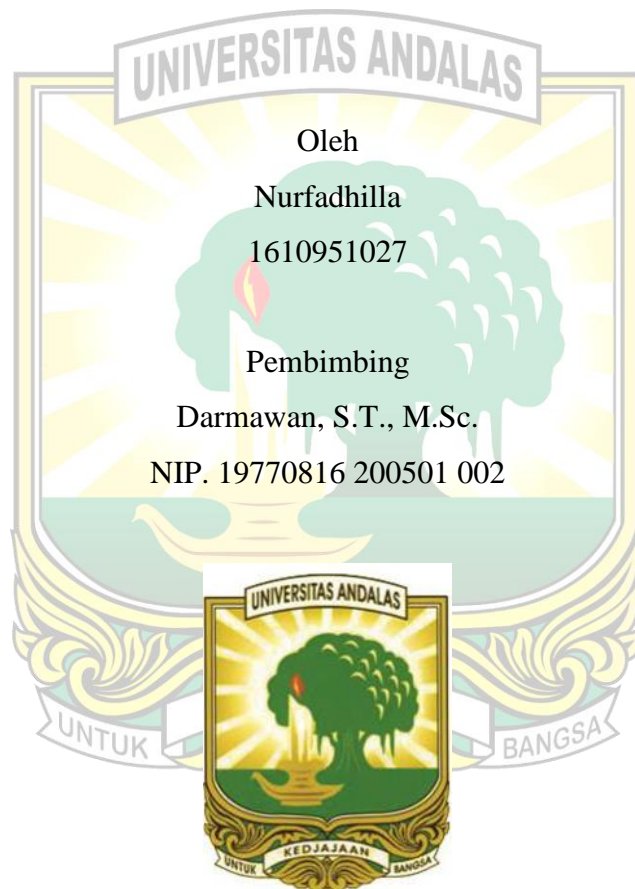 UNIVERSITAS ANDALAS
Oleh
Nurfadhilla
1610951027
Pembimbing
Darmawan, S.T., M.Sc.
NIP. 19770816 200501 002
UNIVERSITAS ANDALAS
UNTUK BANGSA
UNTUK KEDJAJAAN BANGSA